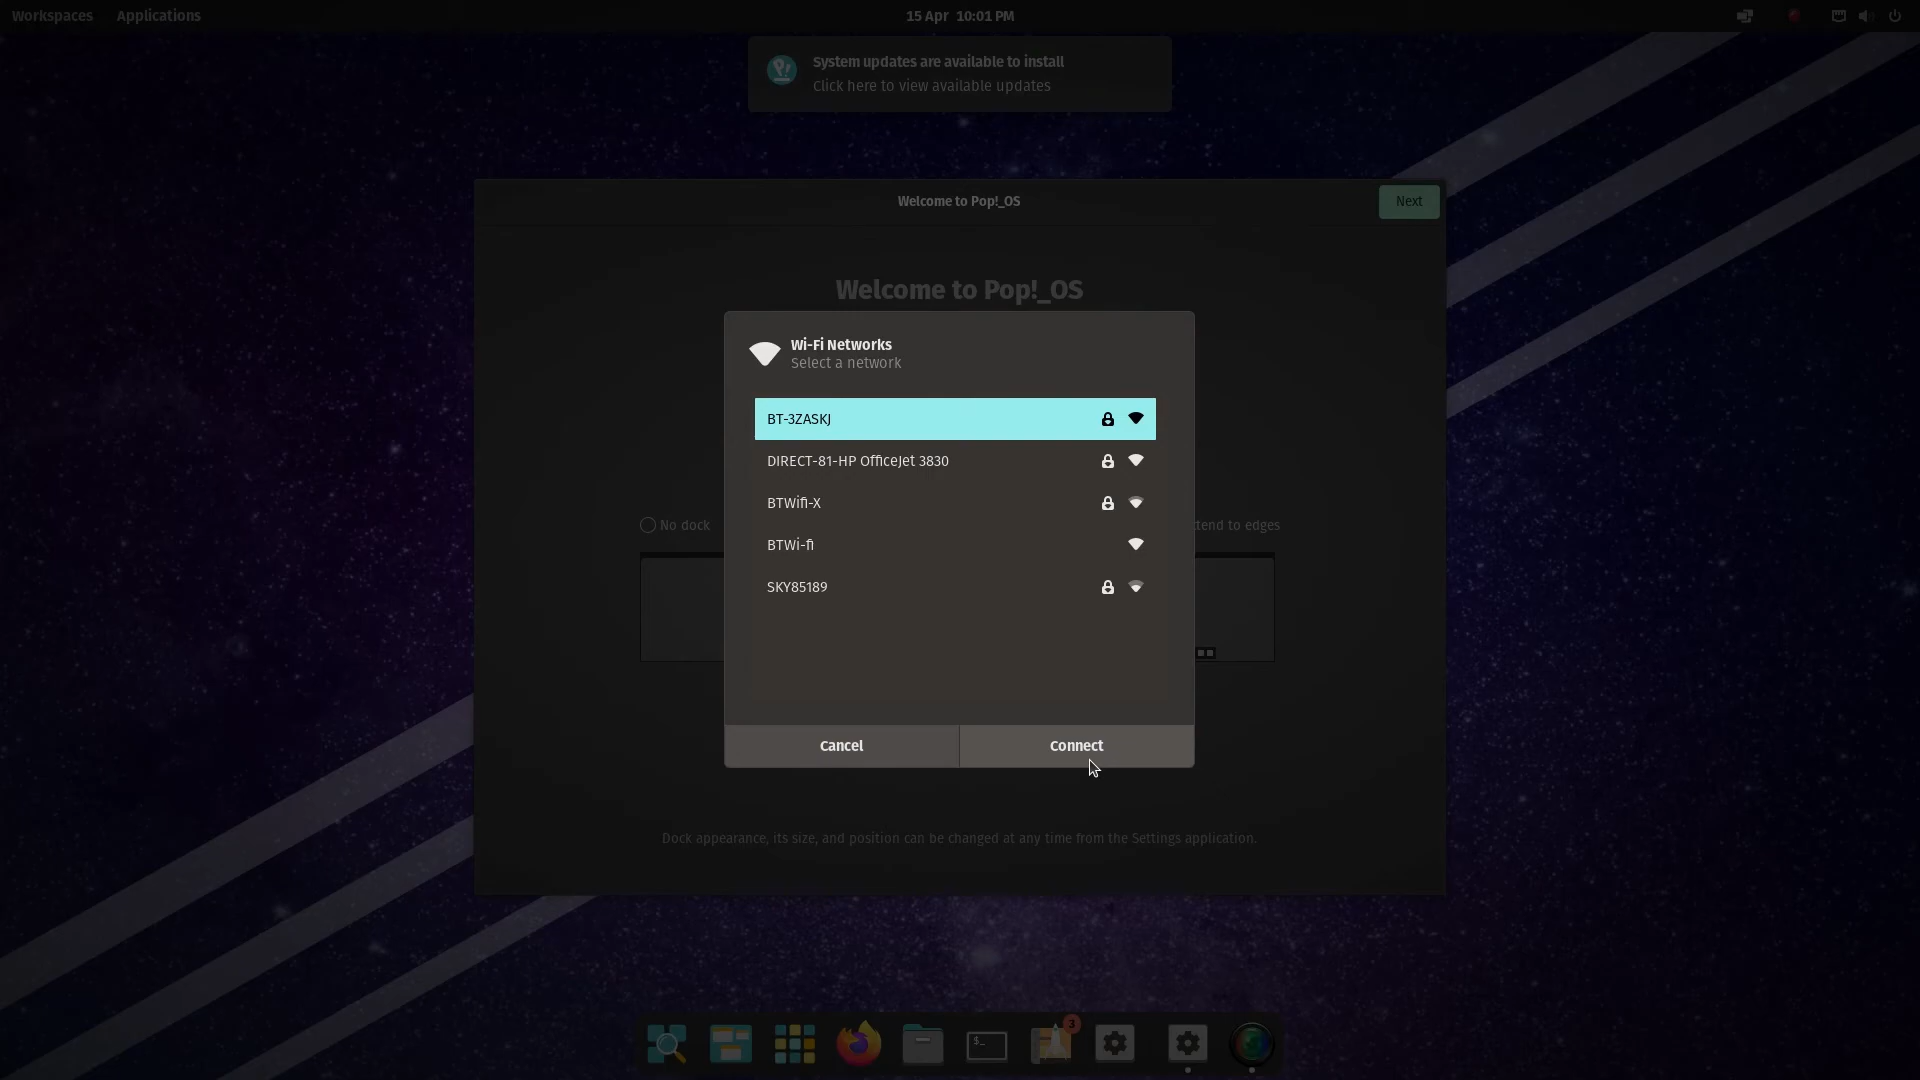 Workspaces Applications 15 Apr 10:01 PM
System updates are available to install
Click here to view available updates
Welcome to Pop!_OS Next
Welcome to Pop!_OS
Wi-Fi Networks
Select a network
BT-3ZASKJ
DIRECT-81-HP OfficeJet 3830
BTWifi-X
No dock tend to edges
BTWi-fi
SKY85189
Cancel Connect
Dock appearance, its size, and position can be changed at any time from the Settings application.
3
$_